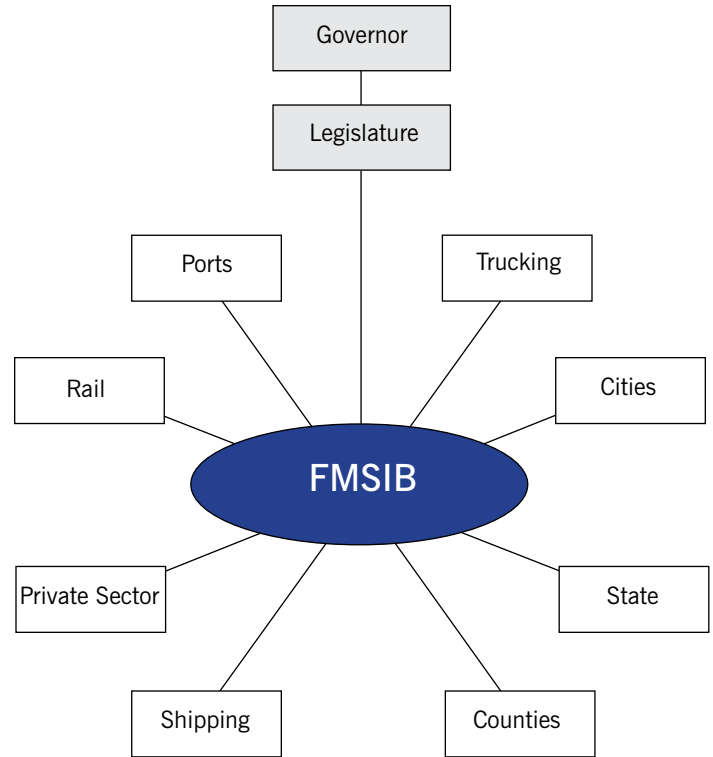 Governor
Legislature
Ports
Trucking
Rail
Cities
FMSIB
Private Sector
State
Shipping
Counties